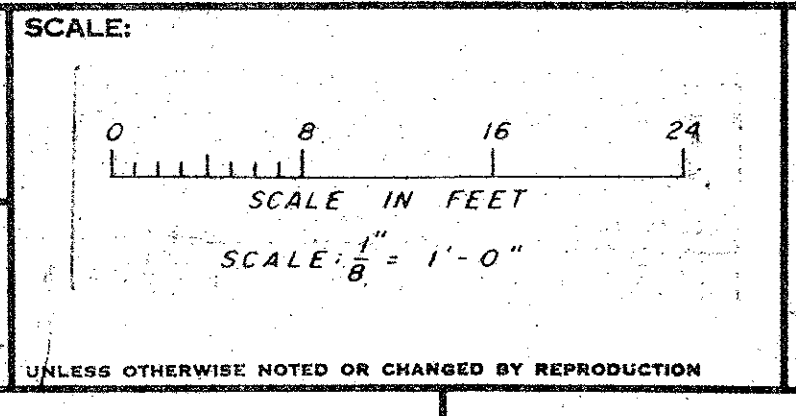 SCALE:
0 8 16 24
SCALE IN FEET
SCALE: 1/8" = 1'-0"
UNLESS OTHERWISE NOTED OR CHANGED BY REPRODUCTION